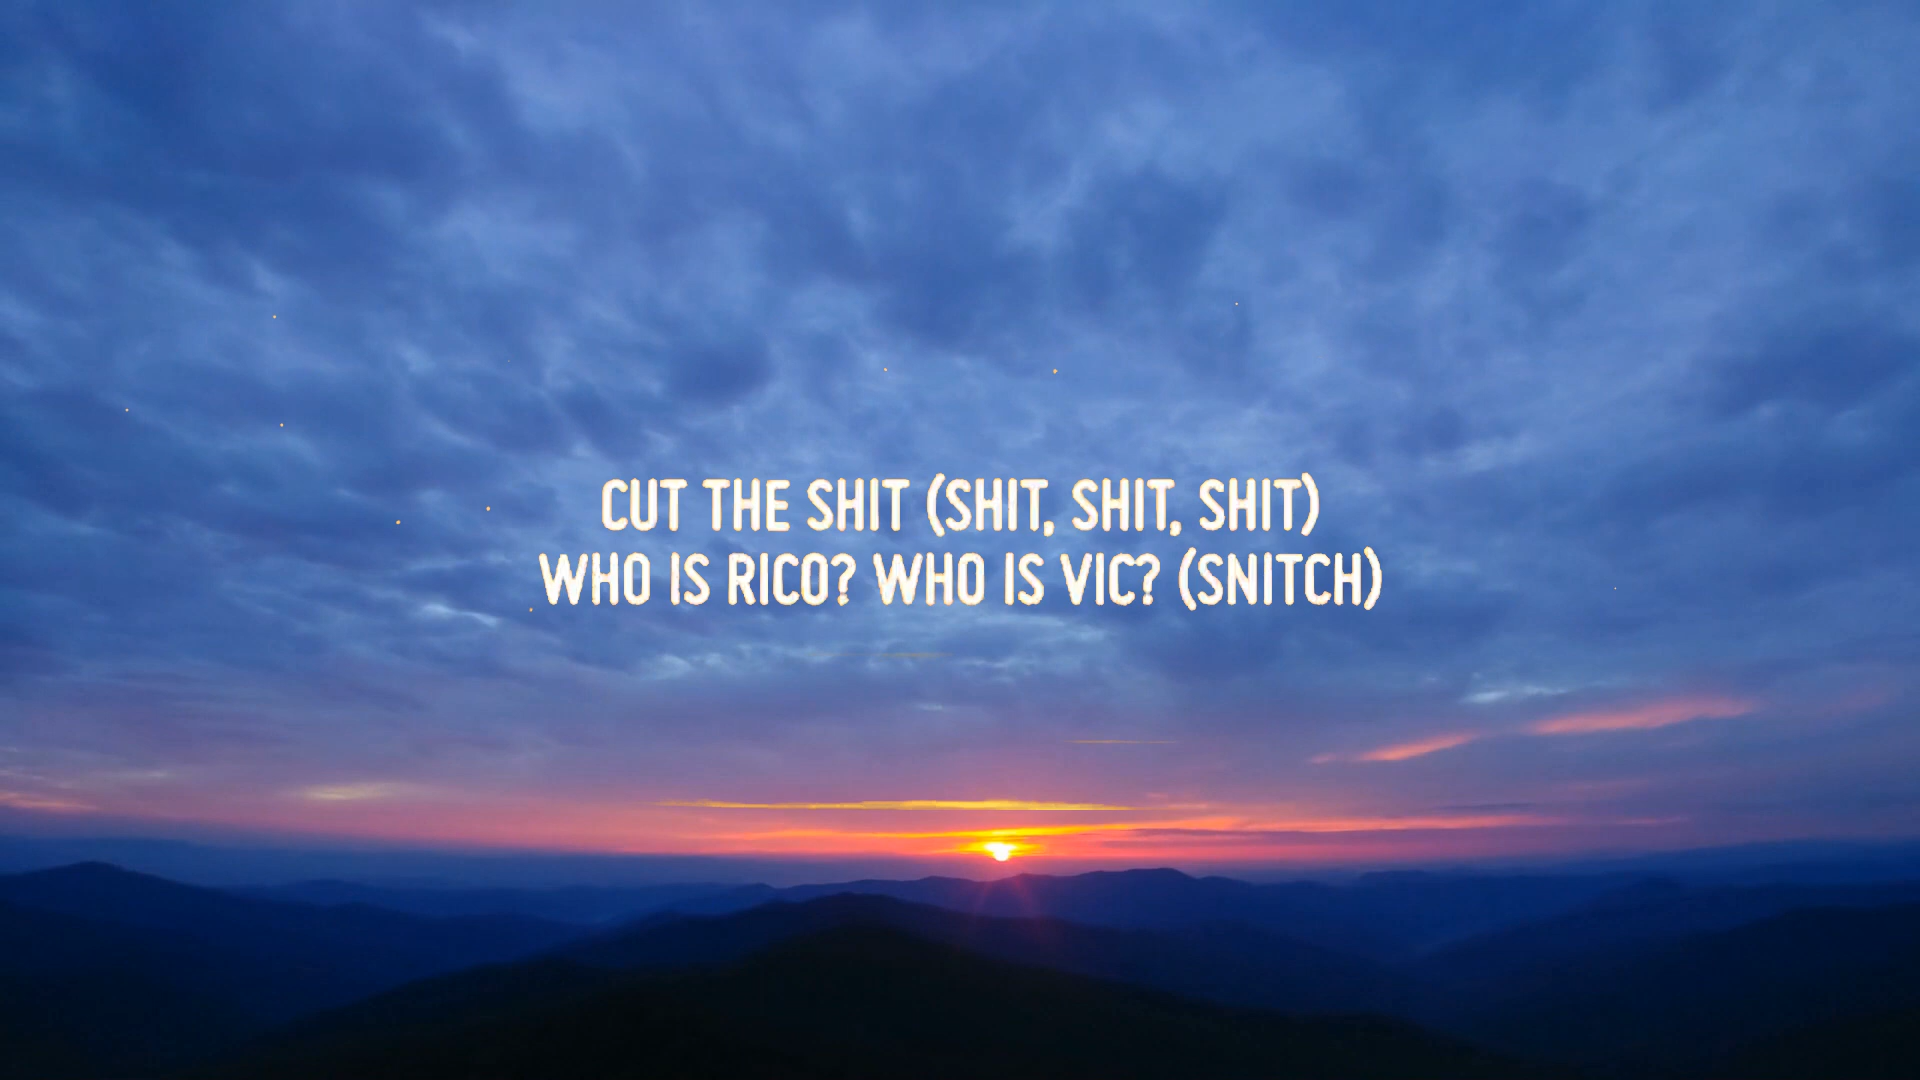 CUT THE SHIT (SHIT, SHIT, SHIT)
WHO IS RICO? WHO IS VIC? (SNITCH)